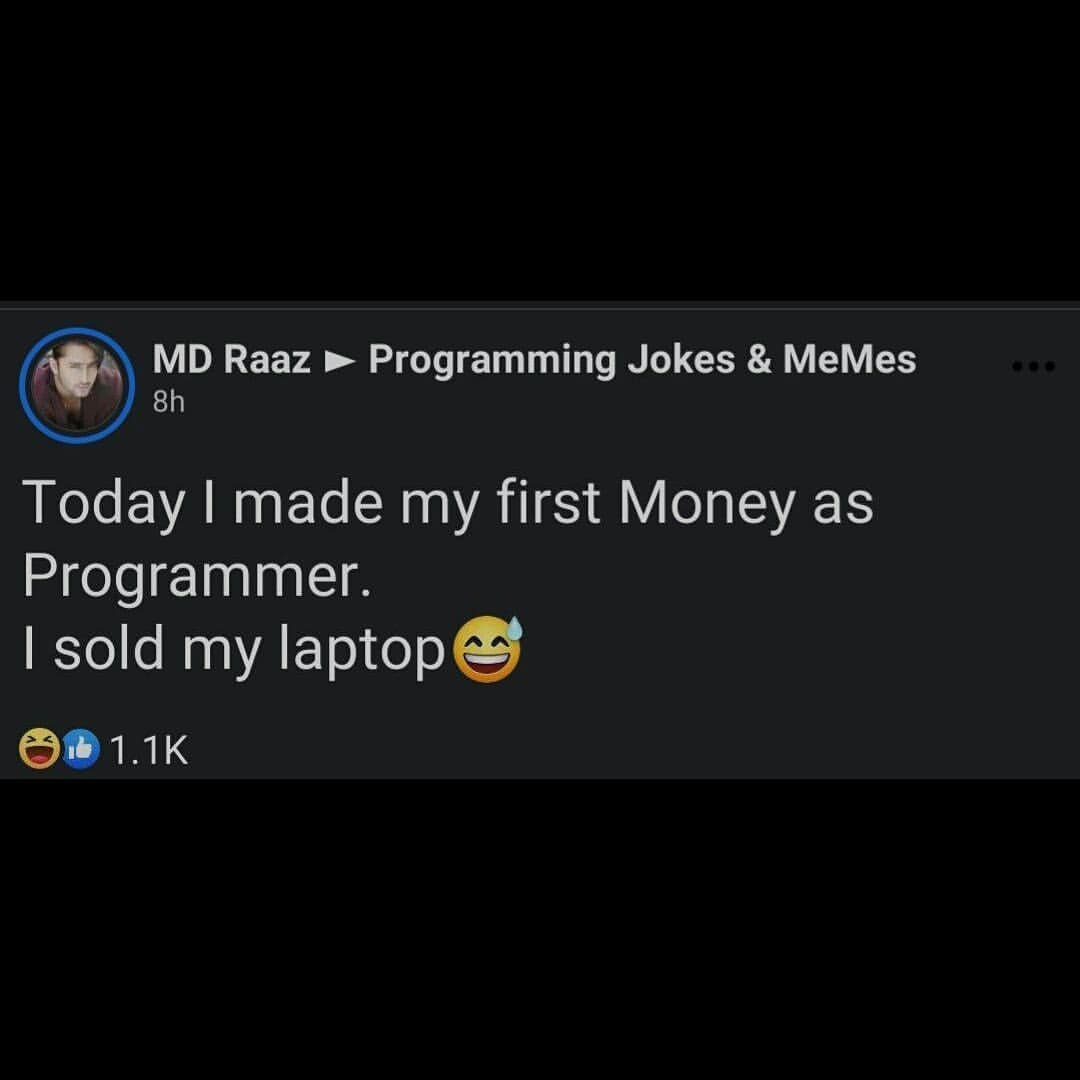 MD Raaz ► Programming Jokes & MeMes
8h
Today I made my first Money as
Programmer.
I sold my laptop😅
1.1K